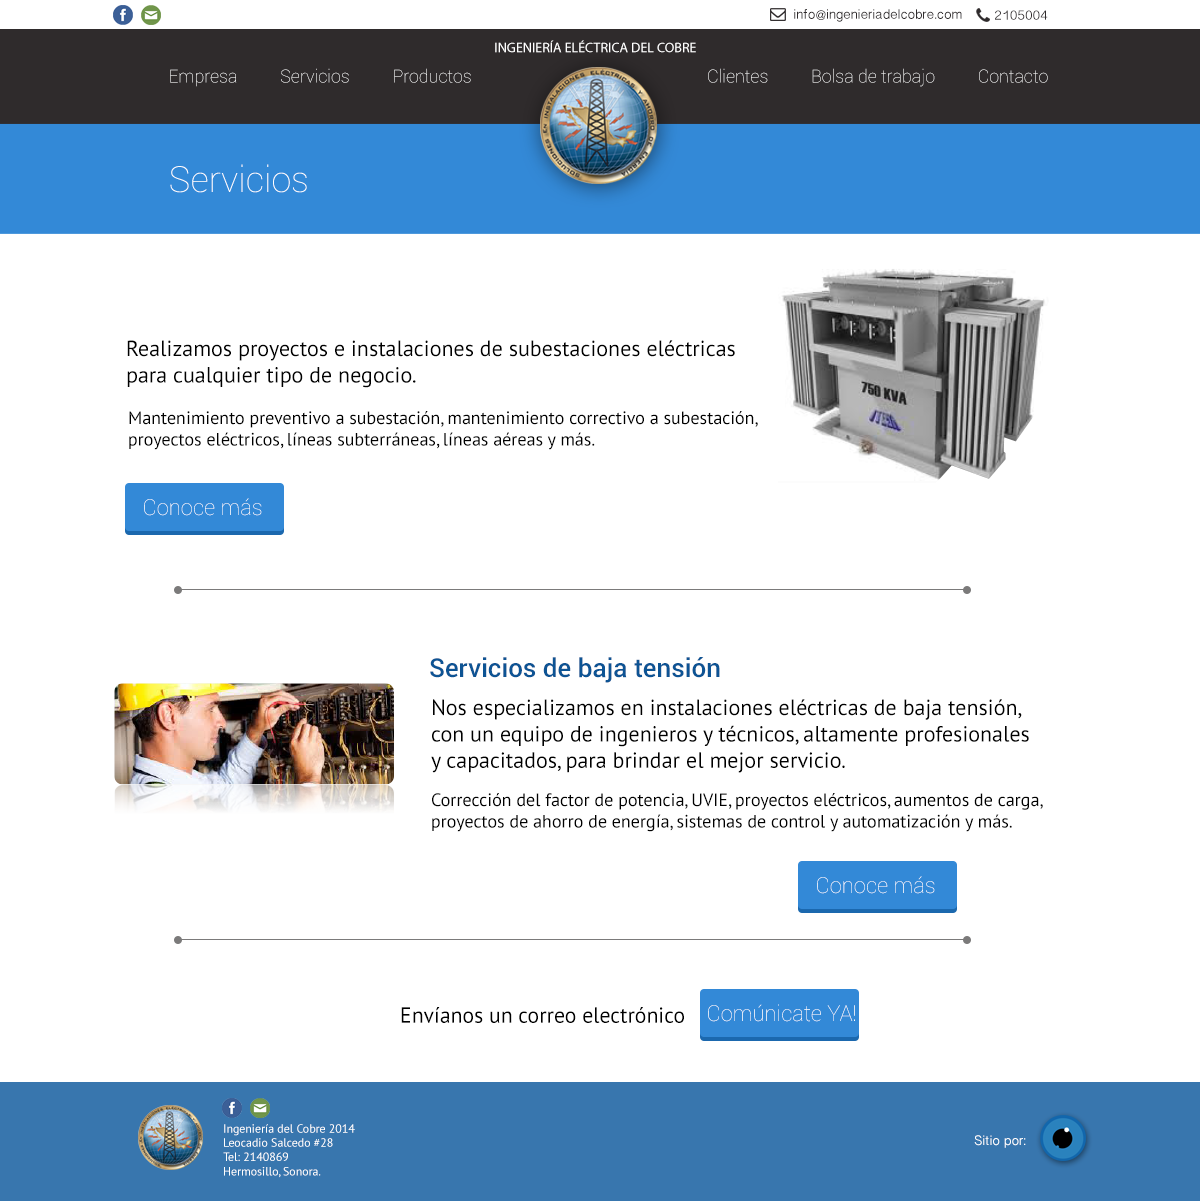 info@ingenieriadelcobre.com 2105004
INGENIERÍA ELÉCTRICA DEL COBRE
Empresa Servicios Productos Clientes Bolsa de trabajo Contacto
SOLUCIONES EN INSTALACIONES ELECTRICAS Y AHORRO DE ENERGIA
Servicios
750 KVA
Realizamos proyectos e instalaciones de subestaciones eléctricas
para cualquier tipo de negocio.
Mantenimiento preventivo a subestación, mantenimiento correctivo a subestación,
proyectos eléctricos, líneas subterráneas, líneas aéreas y más.
Conoce más
Servicios de baja tensión
Nos especializamos en instalaciones eléctricas de baja tensión,
con un equipo de ingenieros y técnicos, altamente profesionales
y capacitados, para brindar el mejor servicio.
Corrección del factor de potencia, UVIE, proyectos eléctricos, aumentos de carga,
proyectos de ahorro de energía, sistemas de control y automatización y más.
Conoce más
Envíanos un correo electrónico
Comúnicate YA!
Ingeniería del Cobre 2014
Leocadio Salcedo #28
Tel: 2140869
Hermosillo, Sonora.
Sitio por: